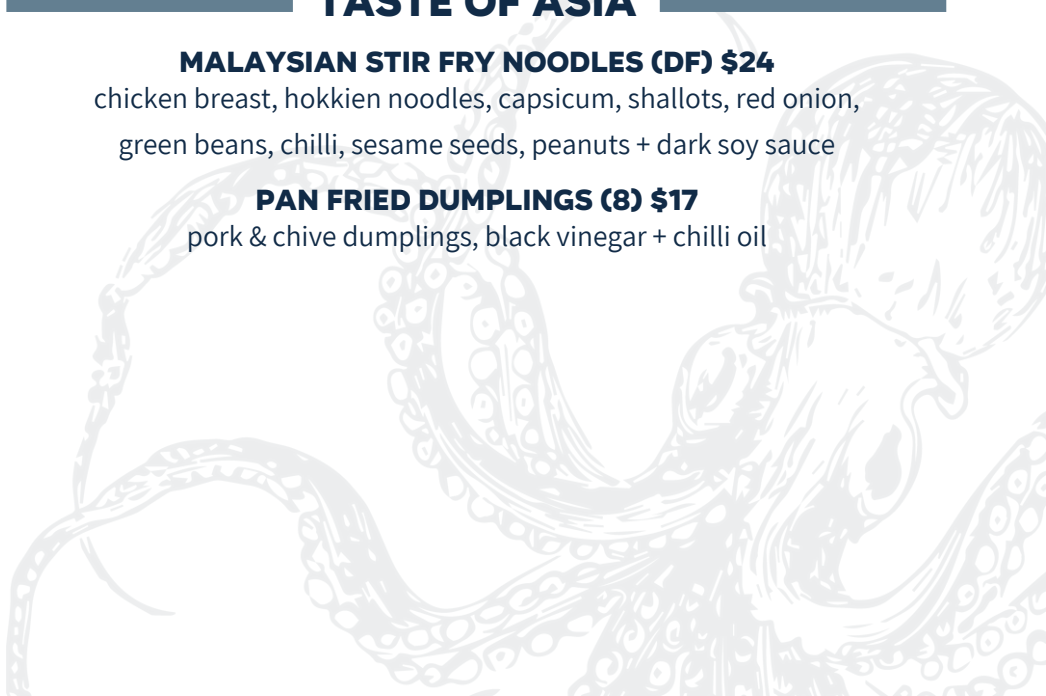 TASTE OF ASIA
MALAYSIAN STIR FRY NOODLES (DF) $24
chicken breast, hokkien noodles, capsicum, shallots, red onion,
green beans, chilli, sesame seeds, peanuts + dark soy sauce
PAN FRIED DUMPLINGS (8) $17
pork & chive dumplings, black vinegar + chilli oil